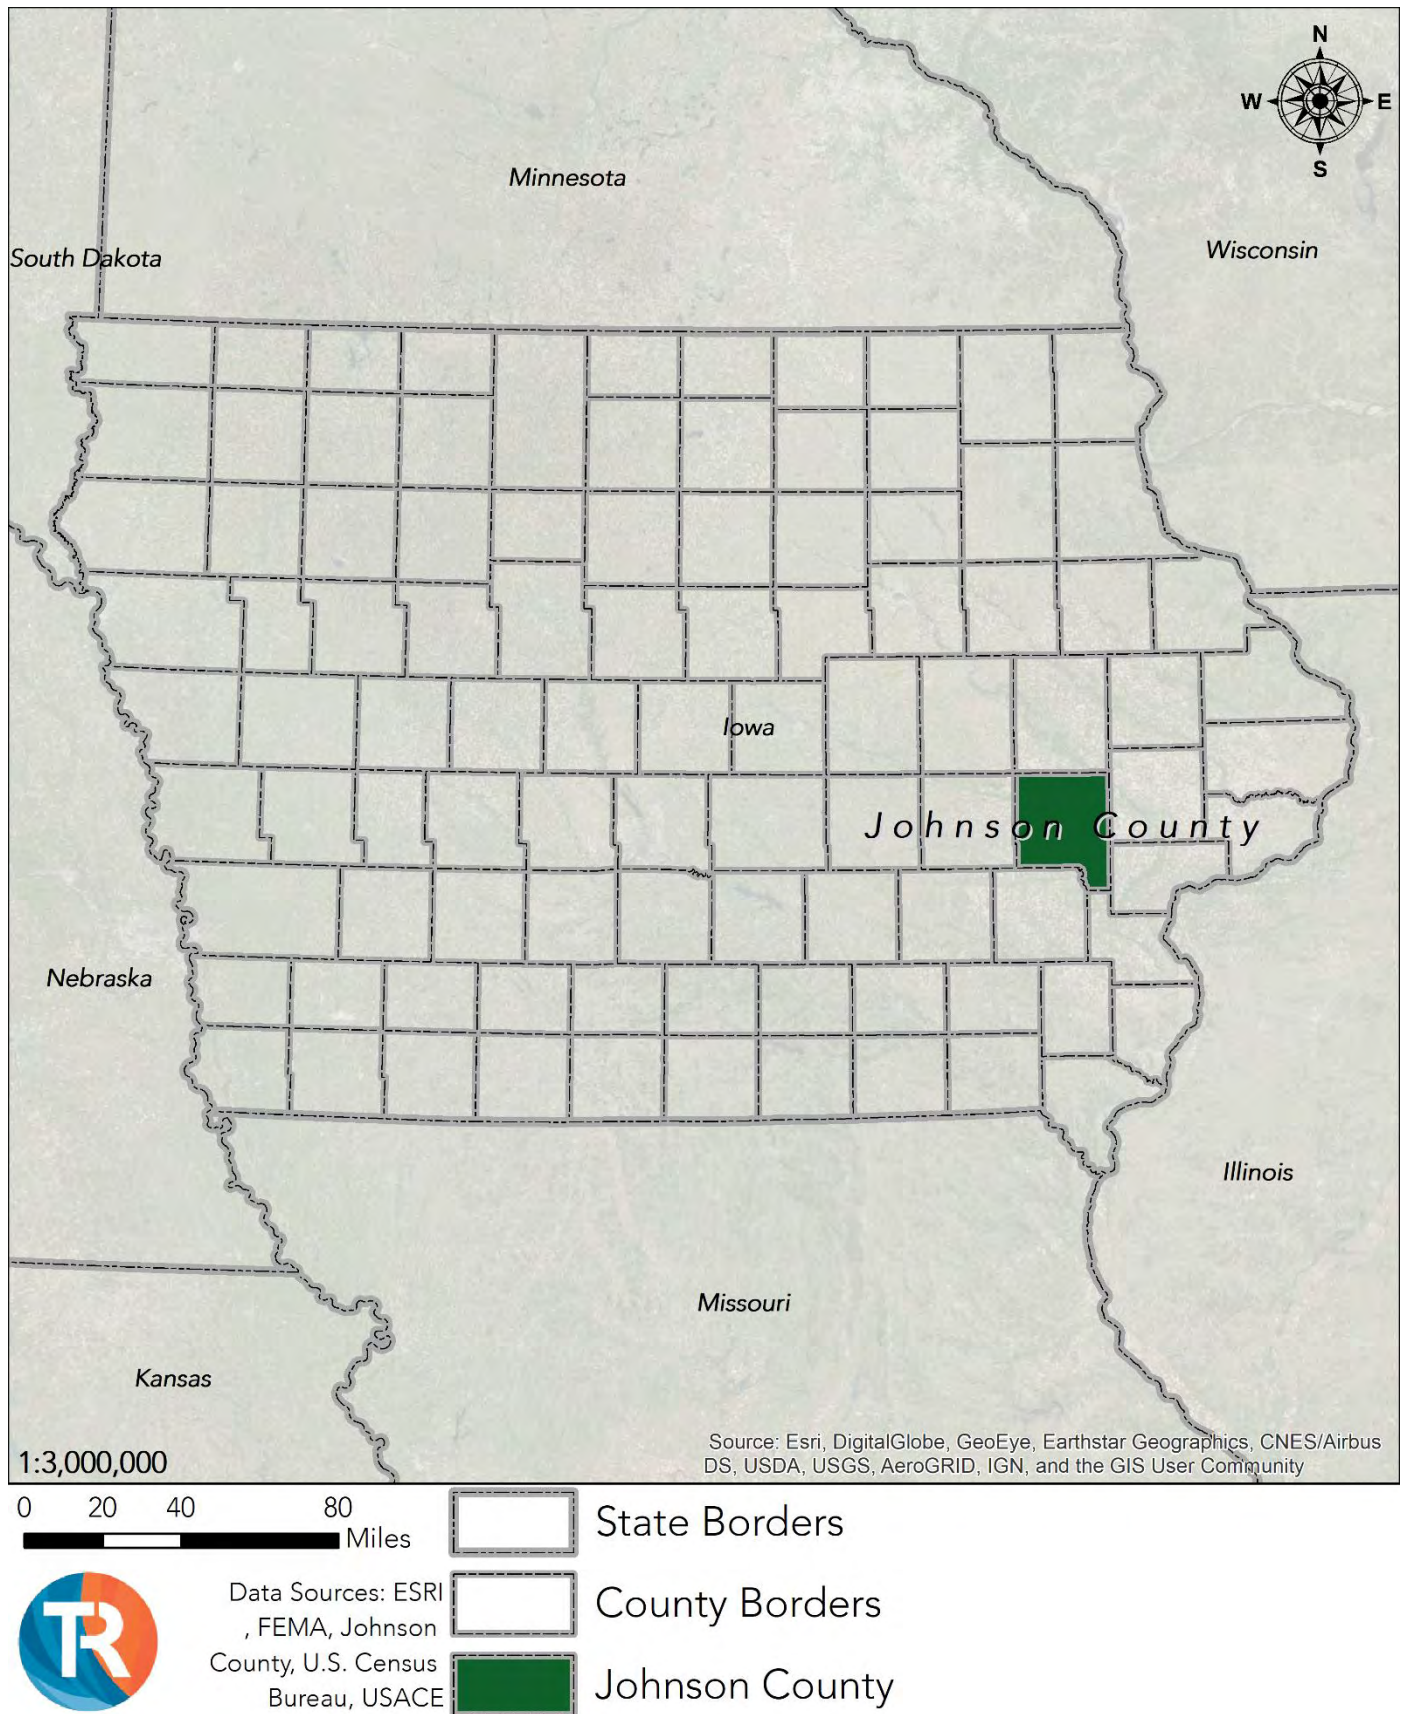 N
W E
S
Minnesota
Wisconsin
South Dakota
Iowa
Johnson County
Nebraska
Illinois
Missouri
Kansas
Source: Esri, DigitalGlobe, GeoEye, Earthstar Geographics, CNES/Airbus
DS, USDA, USGS, AeroGRID, IGN, and the GIS User Community
1:3,000,000
0 20 40 80
Miles
State Borders
County Borders
Johnson County
TR
Data Sources: ESRI
, FEMA, Johnson
County, U.S. Census
Bureau, USACE